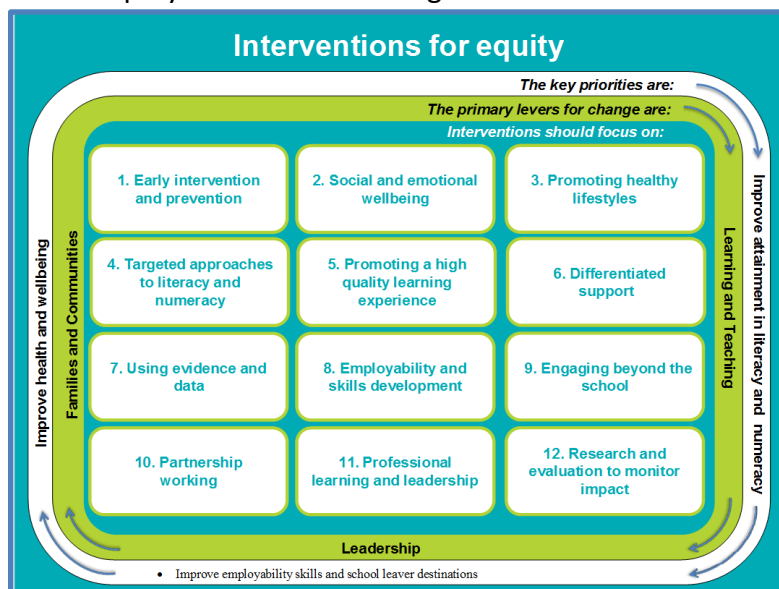 Interventions for equity
The key priorities are:
The primary levers for change are:
Interventions should focus on:
1. Early intervention
and prevention
2. Social and emotional
wellbeing
3. Promoting healthy
lifestyles
4. Targeted approaches
to literacy and
numeracy
5. Promoting a high
quality learning
experience
6. Differentiated
support
7. Using evidence and
data
8. Employability and
skills development
9. Engaging beyond the
school
10. Partnership
working
11. Professional
learning and leadership
12. Research and
evaluation to monitor
impact
Improve attainment in literacy and numeracy
Learning and Teaching
Leadership
• Improve employability skills and school leaver destinations
Families and Communities
Improve health and wellbeing